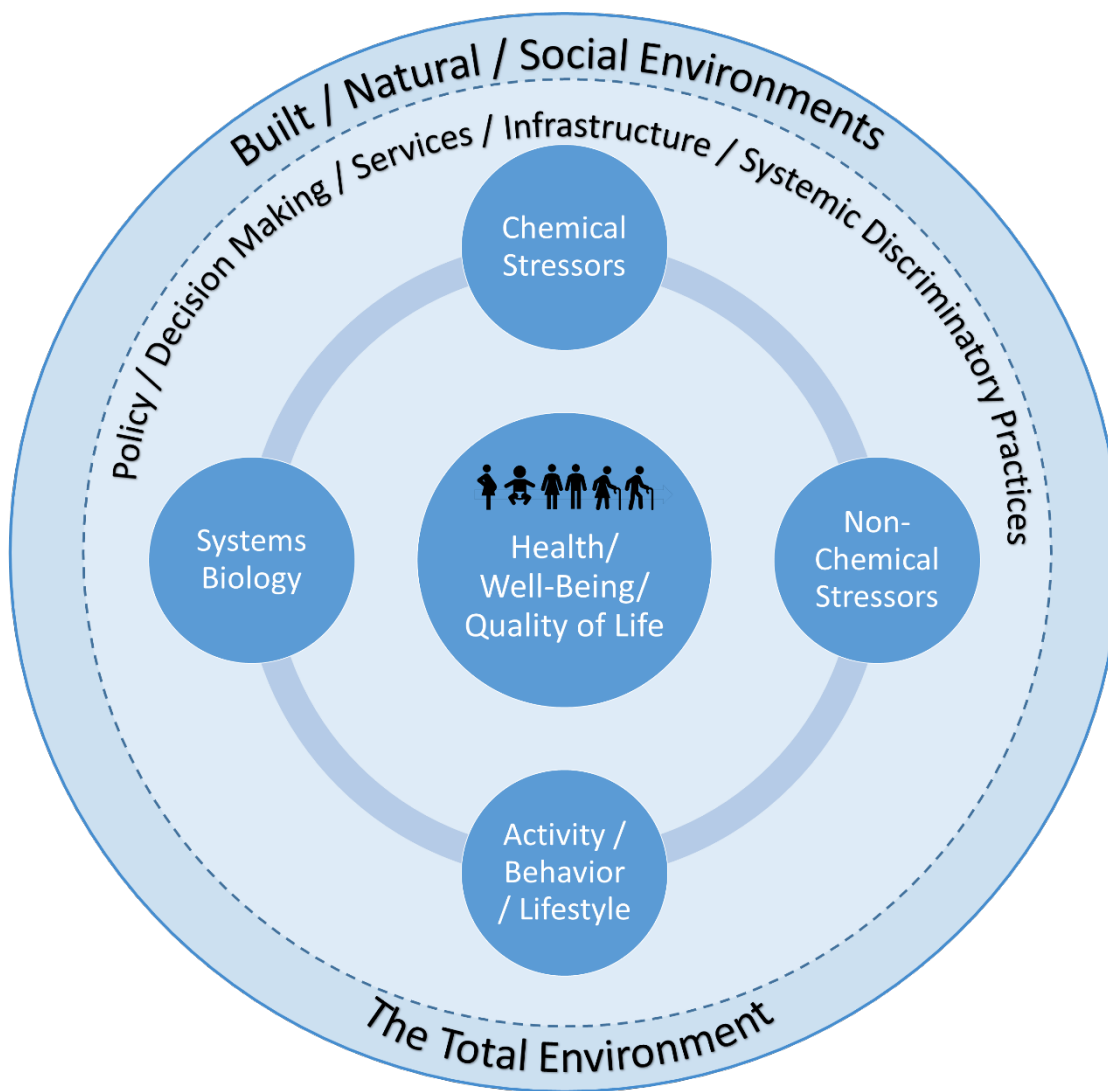 Built / Natural / Social Environments
Policy / Decision Making / Services / Infrastructure / Systemic Discriminatory Practices
Chemical
Stressors
Systems
Biology
Health/
Well-Being/
Quality of Life
Non-
Chemical
Stressors
Activity /
Behavior
/ Lifestyle
The Total Environment